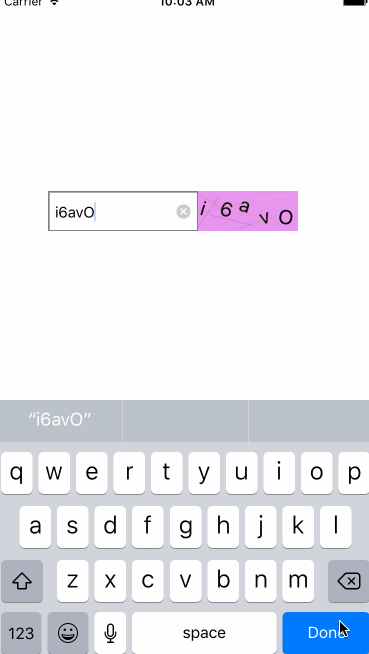 Carrier 10:03 AM
i6avO i 6 a v O
“i6avO”
q w e r t y u i o p
a s d f g h j k l
z x c v b n m
123 space Done